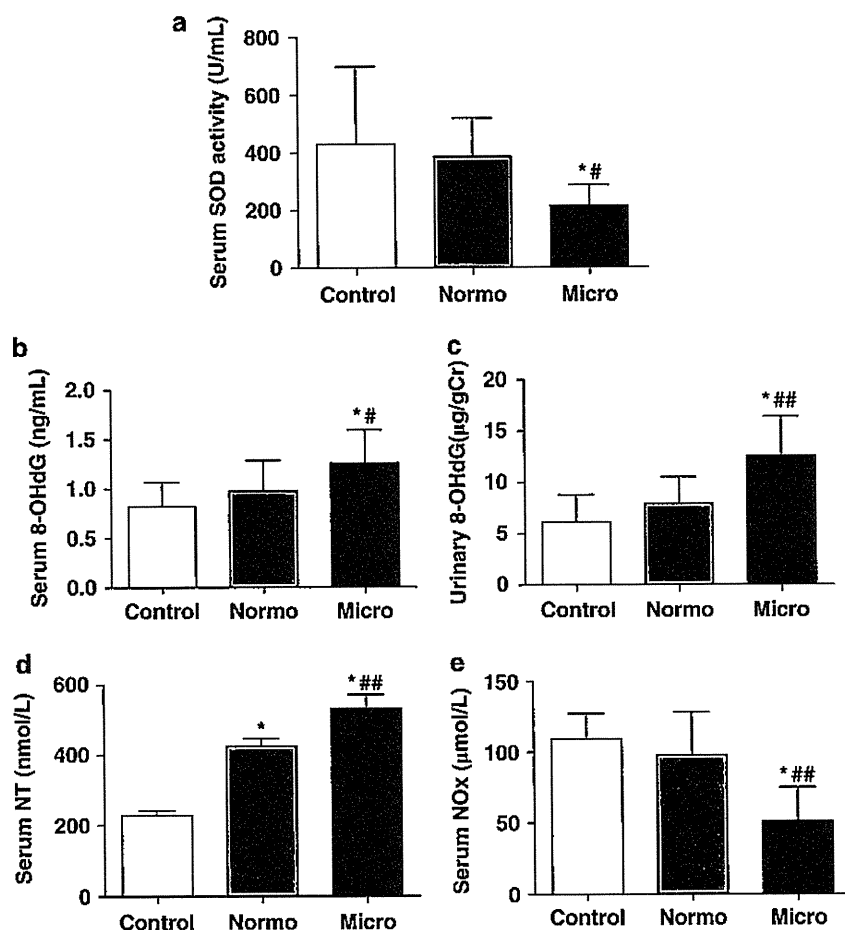 a
Serum SOD activity (U/mL)
800
600
400
200
0
*#
Control Normo Micro
b
Serum 8-OHdG (ng/mL)
2.0
1.5
1.0
0.5
0.0
*#
Control Normo Micro
c
Urinary 8-OHdG(μg/gCr)
20
15
10
5
0
*##
Control Normo Micro
d
Serum NT (nmol/L)
600
400
200
0
*
*##
Control Normo Micro
e
Serum NOx (μmol/L)
150
100
50
0
*##
Control Normo Micro